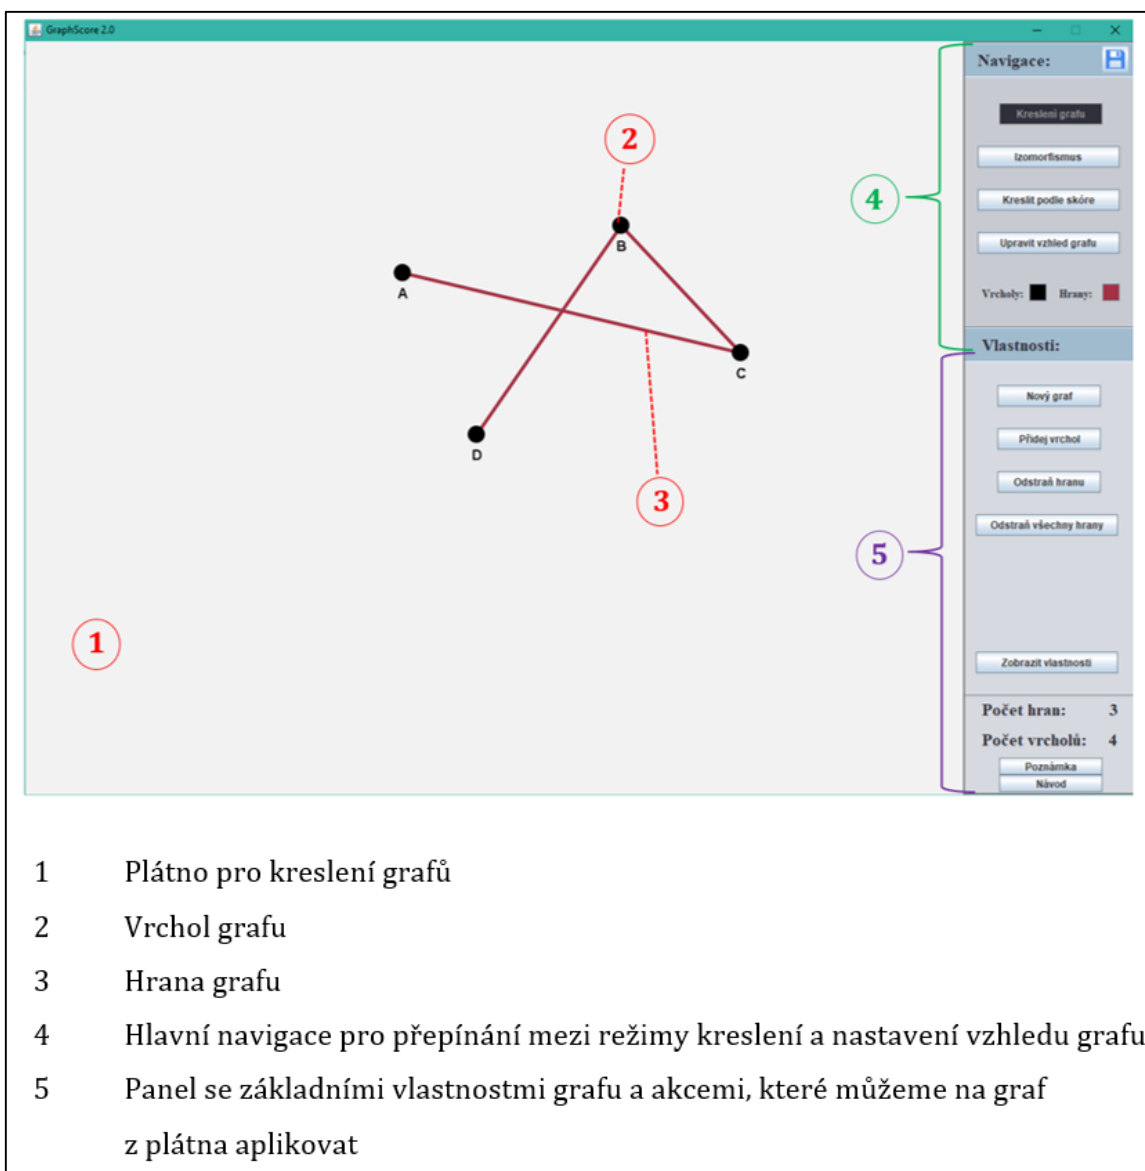 GraphScore 2.0
Navigace:
Kreslení grafu
2
Izomorfismus
4
Kreslit podle skóre
B
Upravit vzhled grafu
A
Vrcholy: Hrany:
Vlastnosti:
C
Nový graf
Přidej vrchol
D
Odstraň hranu
3
Odstraň všechny hrany
5
1
Zobrazit vlastnosti
Počet hran: 3
Počet vrcholů: 4
Poznámka
Návod
1 Plátno pro kreslení grafů
2 Vrchol grafu
3 Hrana grafu
4 Hlavní navigace pro přepínání mezi režimy kreslení a nastavení vzhledu grafu
5 Panel se základními vlastnostmi grafu a akcemi, které můžeme na graf
z plátna aplikovat